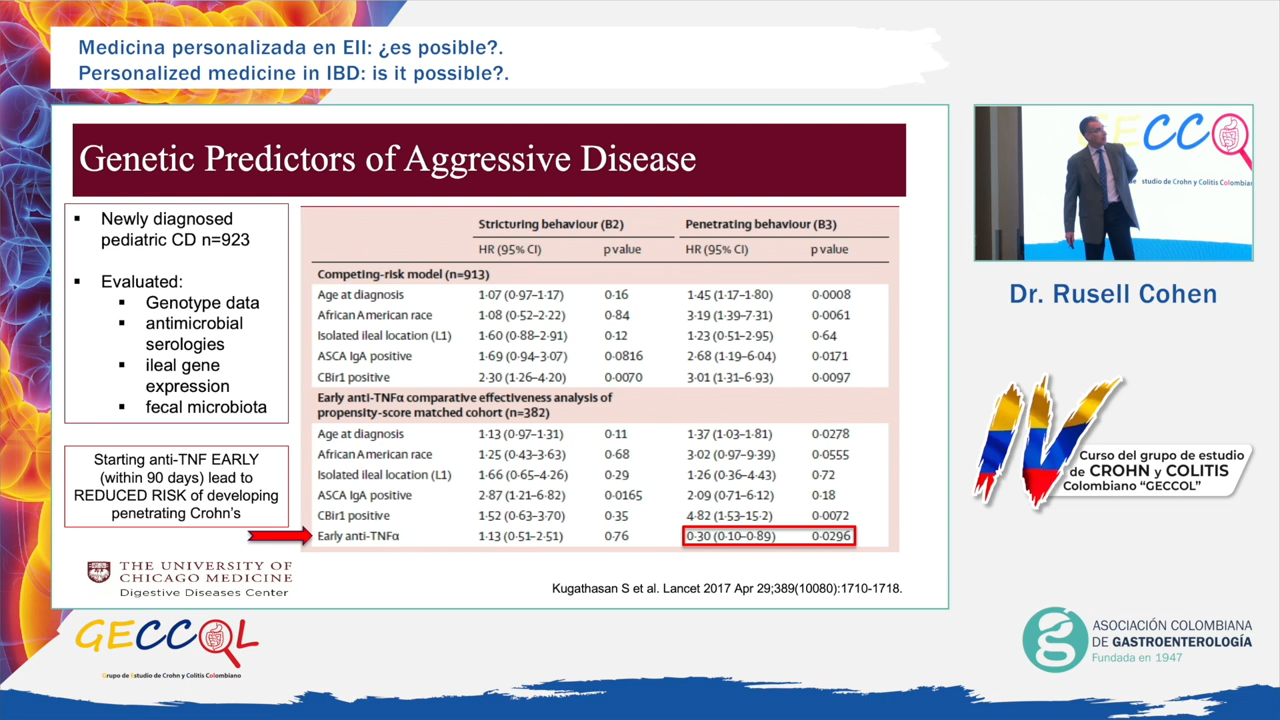 Medicina personalizada en EII: ¿es posible?.
Personalized medicine in IBD: is it possible?.
Genetic Predictors of Aggressive Disease
Newly diagnosed
pediatric CD n=923
Evaluated:
Genotype data
antimicrobial
serologies
ileal gene
expression
fecal microbiota
Starting anti-TNF EARLY
(within 90 days) lead to
REDUCED RISK of developing
penetrating Crohn's
Stricturing behaviour (B2) Penetrating behaviour (B3)
HR (95% CI) p value HR (95% CI) p value
Competing-risk model (n=913)
Age at diagnosis 1·07 (0·97–1·17) 0·16 1·45 (1·17–1·80) 0·0008
African American race 1·08 (0·52–2·22) 0·84 3·19 (1·39–7·31) 0·0061
Isolated ileal location (L1) 1·60 (0·88–2·91) 0·12 1·23 (0·51–2·95) 0·64
ASCA IgA positive 1·69 (0·94–3·07) 0·0816 2·68 (1·19–6·04) 0·0171
CBir1 positive 2·30 (1·26–4·20) 0·0070 3·01 (1·31–6·93) 0·0097
Early anti-TNFα comparative effectiveness analysis of
propensity-score matched cohort (n=382)
Age at diagnosis 1·13 (0·97–1·31) 0·11 1·37 (1·03–1·81) 0·0278
African American race 1·25 (0·43–3·63) 0·68 3·02 (0·97–9·39) 0·0555
Isolated ileal location (L1) 1·66 (0·65–4·26) 0·29 1·26 (0·36–4·43) 0·72
ASCA IgA positive 2·87 (1·21–6·82) 0·0165 2·09 (0·71–6·12) 0·18
CBir1 positive 1·52 (0·63–3·70) 0·35 4·82 (1·53–15·2) 0·0072
Early anti-TNFα 1·13 (0·51–2·51) 0·76 0·30 (0·10–0·89) 0·0296
THE UNIVERSITY OF
CHICAGO MEDICINE
Digestive Diseases Center
Kugathasan S et al. Lancet 2017 Apr 29;389(10080):1710-1718.
ECC
de studio de Crohn y Colitis Colombian
Dr. Rusell Cohen
IV
Curso del grupo de estudio
de CROHN y COLITIS
Colombiano “GECCOL”
GECCOL
Grupo de Estudio de Crohn y Colitis Colombiano
ASOCIACIÓN COLOMBIANA
DE GASTROENTEROLOGÍA
Fundada en 1947